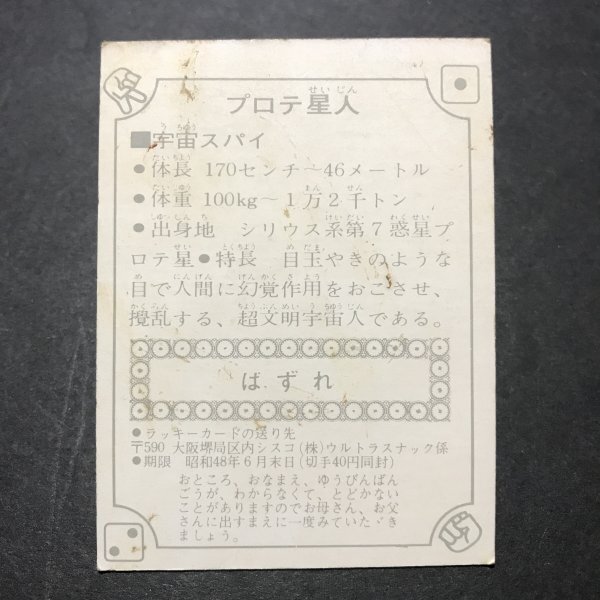 プロテ星人
■宇宙スパイ
●体長 170センチ〜46メートル
●体重 100kg〜1万2千トン
●出身地 シリウス系第7惑星プ
ロテ星●特長 目玉やきのような
目で人間に幻覚作用をおこさせ、
攪乱する、超文明宇宙人である。
はずれ
●ラッキーカードの送り先
〒590 大阪堺局区内シスコ(株)ウルトラスナック係
●期限 昭和48年6月末日(切手40円同封)
おところ、おなまえ、ゆうびんばん
ごうが、わからなくて、とどかない
ことがありますのでお母さん、お父
さんに出すまえに一度みていただき
ましょう。